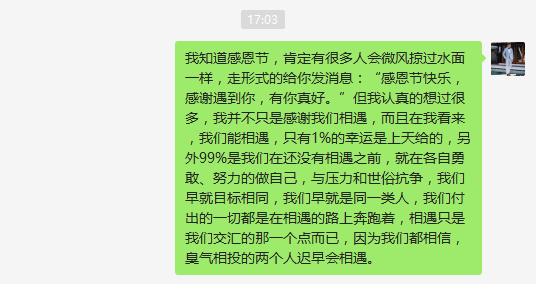 17:03
我知道感恩节，肯定有很多人会微风掠过水面
一样，走形式的给你发消息：“感恩节快乐，
感谢遇到你，有你真好。”但我认真的想过很
多，我并不只是感谢我们相遇，而且在我看来
，我们能相遇，只有1%的幸运是上天给的，另
外99%是我们在还没有相遇之前，就在各自勇
敢、努力的做自己，与压力和世俗抗争，我们
早就目标相同，我们早就是同一类人，我们付
出的一切都是在相遇的路上奔跑着，相遇只是
我们交汇的那一个点而已，因为我们都相信，
臭气相投的两个人迟早会相遇。